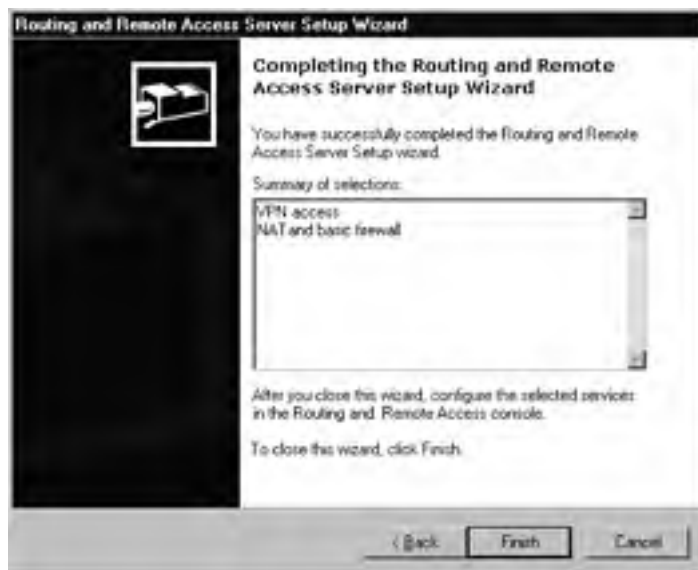 Routing and Remote Access Server Setup Wizard
Completing the Routing and Remote
Access Server Setup Wizard
You have successfully completed the Routing and Remote
Access Server Setup wizard.
Summary of selections:
VPN access
NAT and basic firewall
After you close this wizard, configure the selected services
in the Routing and Remote Access console.
To close this wizard, click Finish.
< Back
Finish
Cancel